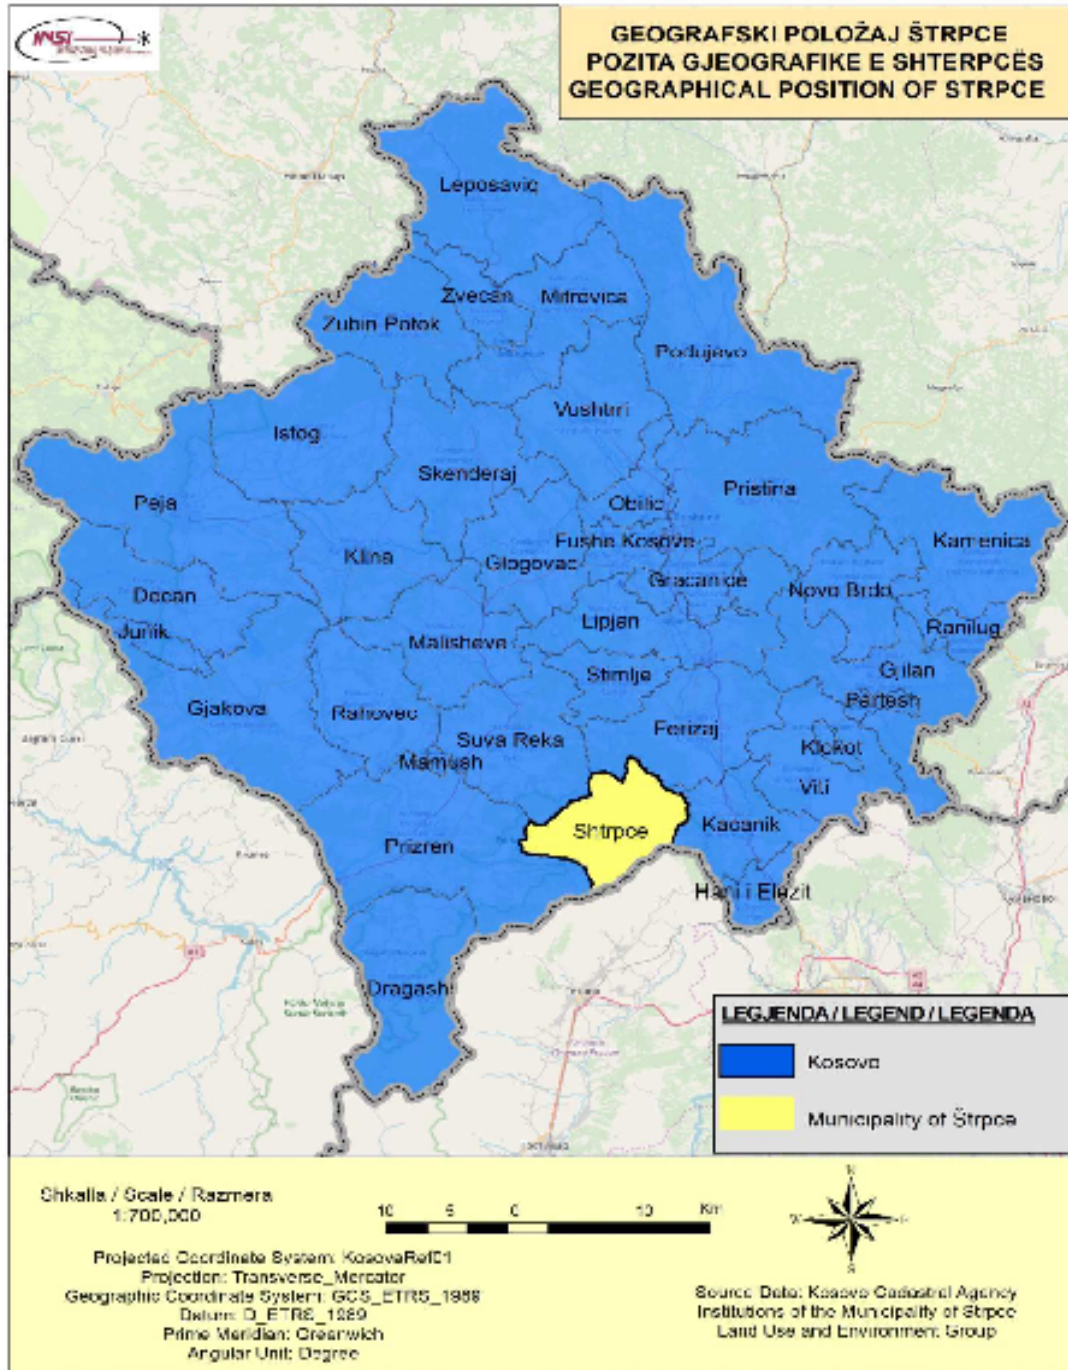 INSI
GEOGRAFSKI POLOŽAJ ŠTRPCE
POZITA GJEOGRAFIKE E SHTERPCËS
GEOGRAPHICAL POSITION OF STRPCE
Leposaviq
Zvecan
Mitrovica
Zubin Potok
Podujevo
Vushtrri
Istog
Skenderaj
Pristina
Obilic
Peja
Fushe Kosove
Kamenica
Klina
Glogovac
Gracanice
Novo Brdo
Decan
Lipjan
Ranilug
Junik
Malisheve
Stimlje
Gjilan
Partesh
Gjakova
Rahovec
Suva Reka
Ferizaj
Klokot
Mamush
Viti
Shtrpce
Kacanik
Prizren
Hani i Elezit
Dragash
LEGJENDA / LEGEND / LEGENDA
Kosovo
Municipality of Štrpce
Shkalla / Scale / Razmera
1:700,000
10 5 0 10 Km
N
W E
S
Projected Coordinate System: KosovaRef01
Projection: Transverse_Mercator
Geographic Coordinate System: GCS_ETRS_1989
Datum: D_ETRS_1989
Prime Meridian: Greenwich
Angular Unit: Degree
Source Data: Kosovo Cadastral Agency
Institutions of the Municipality of Strpce
Land Use and Environment Group